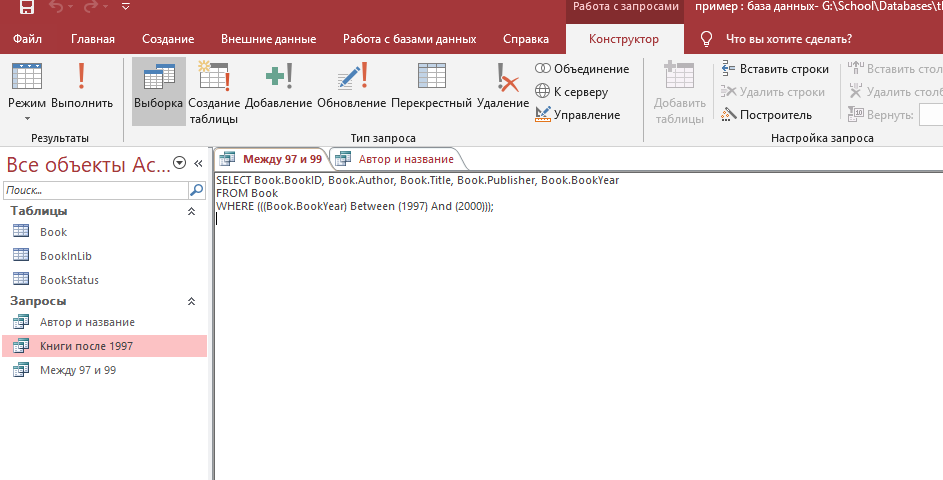 Работа с запросами
пример : база данных- G:\School\Databases\tl
Файл
Главная
Создание
Внешние данные
Работа с базами данных
Справка
Конструктор
Что вы хотите сделать?
Режим
Выполнить
Результаты
Выборка
Создание таблицы
Добавление
Обновление
Перекрестный
Удаление
Объединение
К серверу
Управление
Тип запроса
Добавить таблицы
Вставить строки
Удалить строки
Построитель
Вставить стол
Удалить столб
Вернуть:
Настройка запроса
Все объекты Ac...
Поиск...
Таблицы
Book
BookInLib
BookStatus
Запросы
Автор и название
Книги после 1997
Между 97 и 99
Между 97 и 99
Автор и название
SELECT Book.BookID, Book.Author, Book.Title, Book.Publisher, Book.BookYear
FROM Book
WHERE (((Book.BookYear) Between (1997) And (2000)));